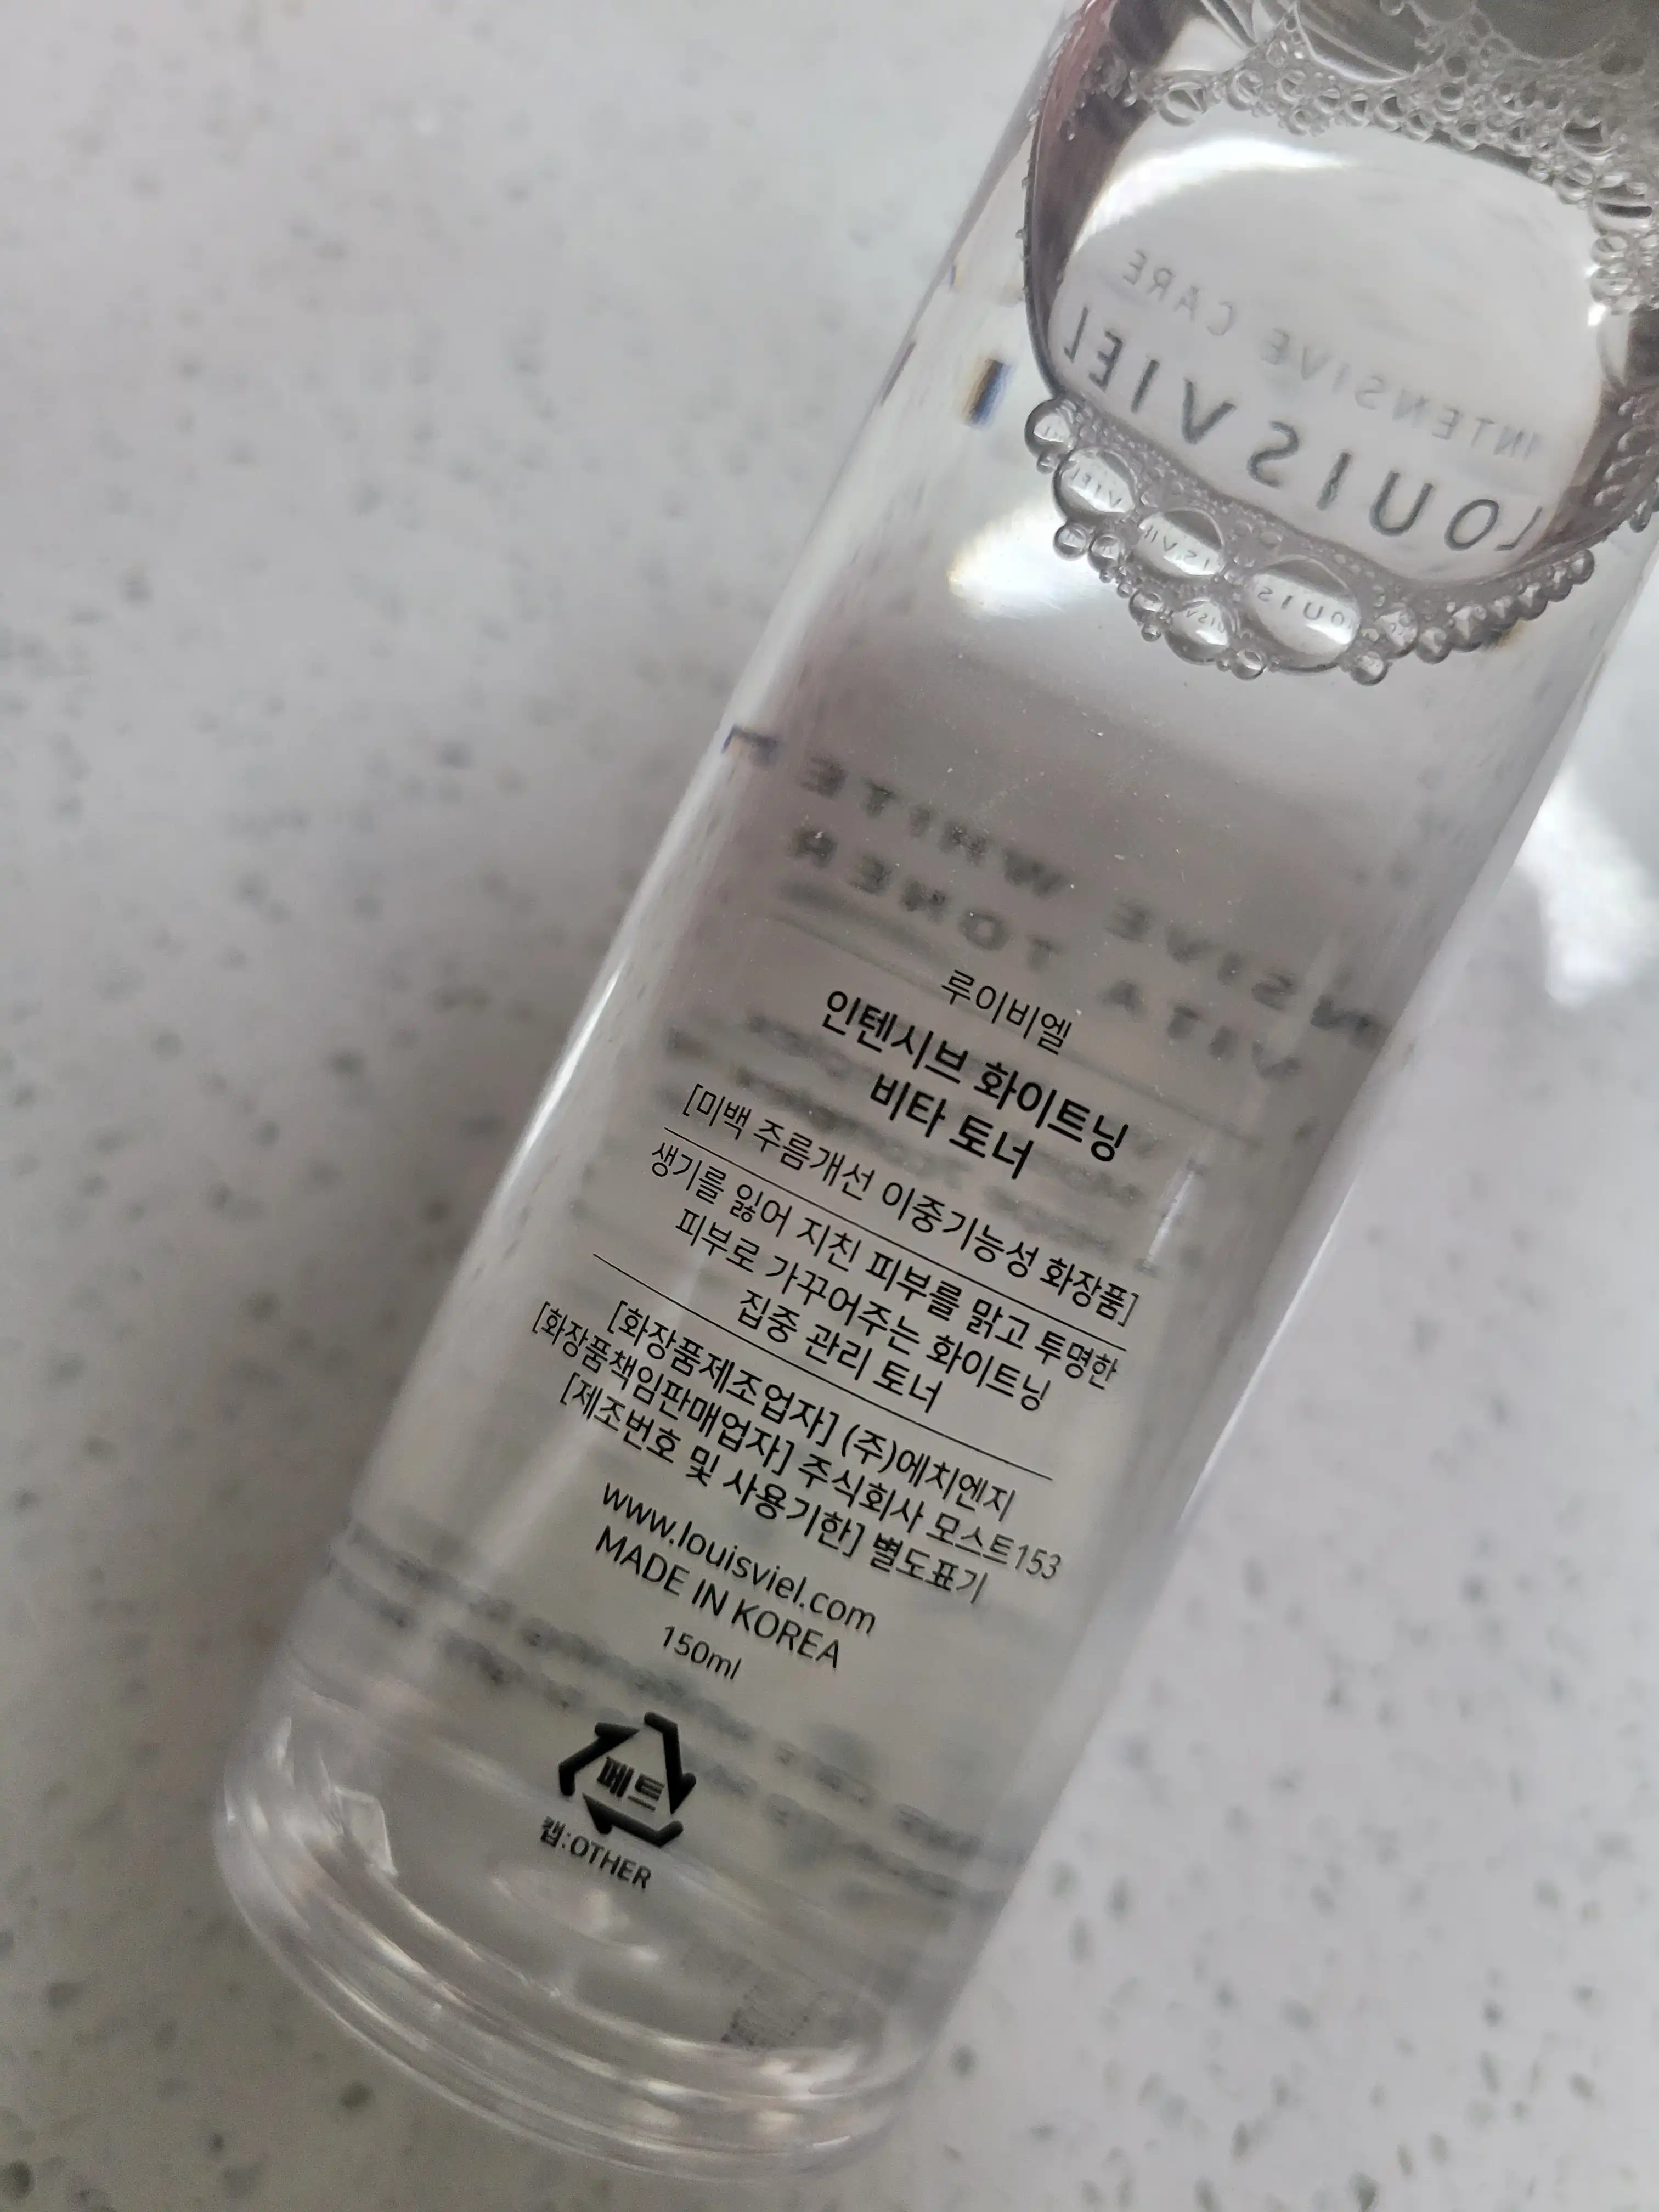 INTENSIVE CARE
LOUISVIEL
루이비엘
인텐시브 화이트닝
비타 토너
[미백 주름개선 이중기능성 화장품]
생기를 잃어 지친 피부를 맑고 투명한
피부로 가꾸어주는 화이트닝
집중 관리 토너
[화장품제조업자] (주)에치엔지
[화장품책임판매업자] 주식회사 모스트153
[제조번호 및 사용기한] 별도표기
www.louisviel.com
MADE IN KOREA
150ml
페트
캡:OTHER
NSIVE WHITE
VITA TONER